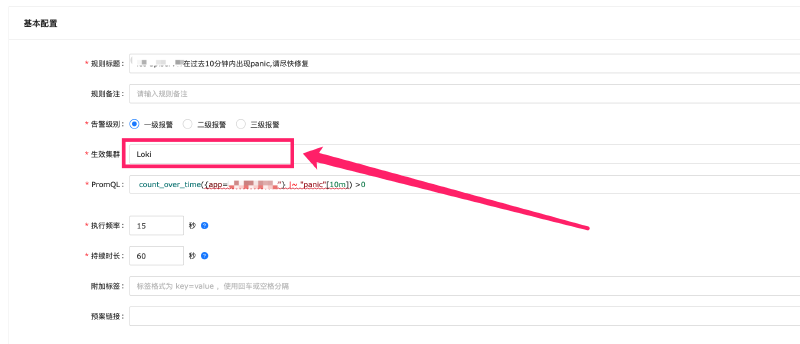 基本配置
* 规则标题: 在过去10分钟内出现panic,请尽快修复
规则备注: 请输入规则备注
* 告警级别: 一级报警 二级报警 三级报警
* 生效集群 Loki
* PromQL: count_over_time({app= "} |~ "panic"[10m]) >0
* 执行频率: 15 秒 ?
* 持续时长: 60 秒 ?
附加标签: 标签格式为 key=value ，使用回车或空格分隔
预案链接: